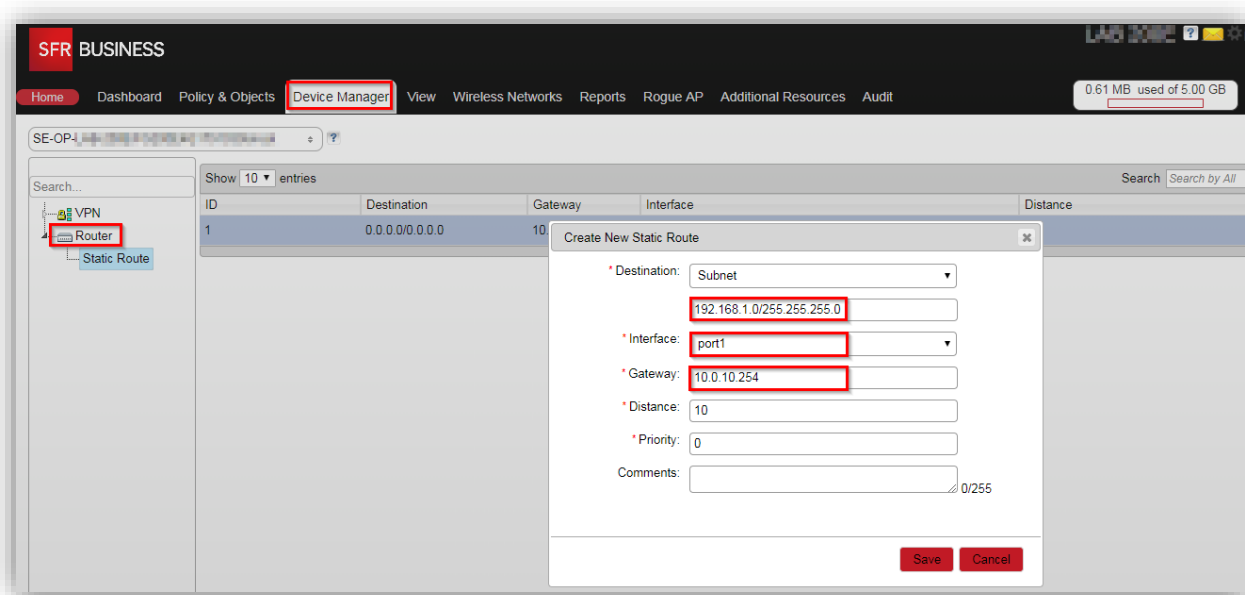 SFR BUSINESS
?
Home Dashboard Policy & Objects Device Manager View Wireless Networks Reports Rogue AP Additional Resources Audit
0.61 MB used of 5.00 GB
SE-OP-
?
Search...
VPN
Router
Static Route
Show 10 entries
Search Search by All
ID Destination Gateway Interface Distance
1 0.0.0.0/0.0.0.0 10.
Create New Static Route
* Destination: Subnet
192.168.1.0/255.255.255.0
* Interface: port1
* Gateway: 10.0.10.254
* Distance: 10
* Priority: 0
Comments:
0/255
Save Cancel